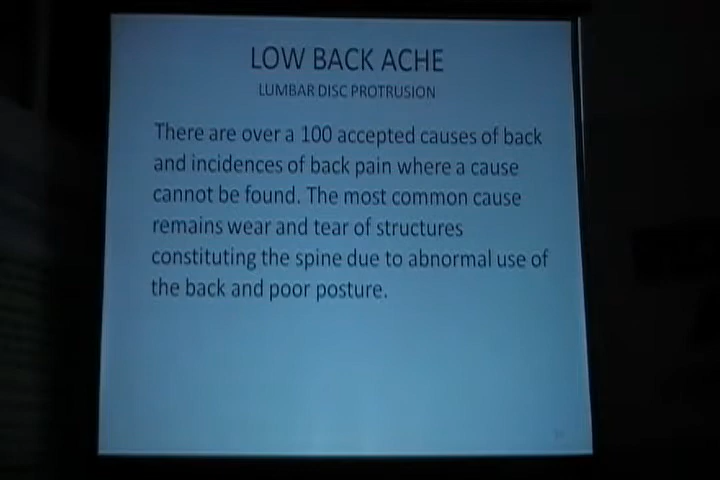 LOW BACK ACHE
LUMBAR DISC PROTRUSION
There are over a 100 accepted causes of back
and incidences of back pain where a cause
cannot be found. The most common cause
remains wear and tear of structures
constituting the spine due to abnormal use of
the back and poor posture.